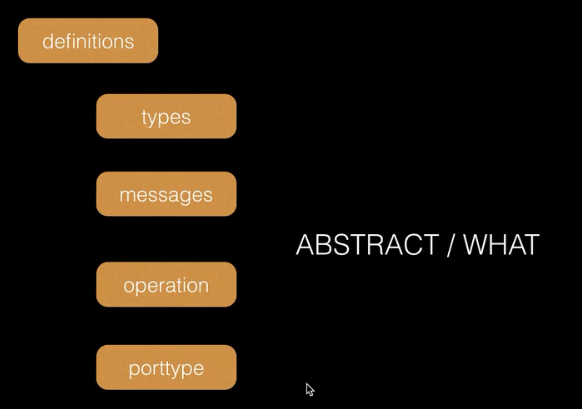 definitions
types
messages
ABSTRACT / WHAT
operation
porttype